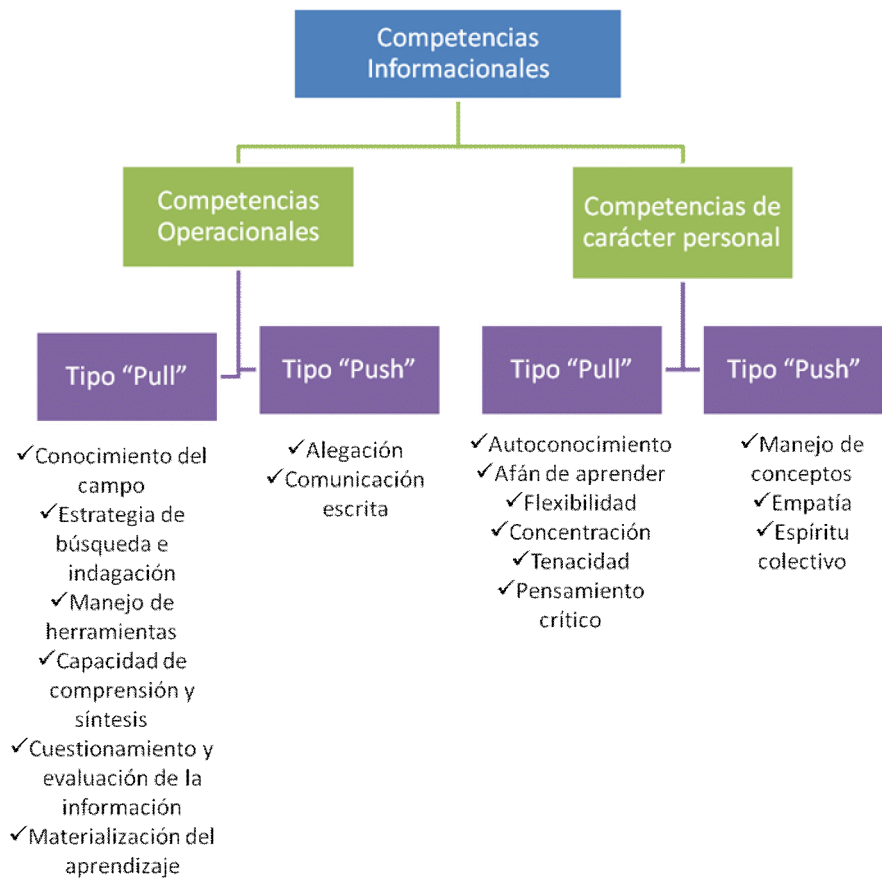 Competencias
Informacionales
Competencias
Operacionales
Competencias de
carácter personal
Tipo “Pull”
Tipo “Push”
Tipo “Pull”
Tipo “Push”
✓Conocimiento del
campo
✓Estrategia de
búsqueda e
indagación
✓Manejo de
herramientas
✓Capacidad de
comprensión y
síntesis
✓Cuestionamiento y
evaluación de la
información
✓Materialización del
aprendizaje
✓Alegación
✓Comunicación
escrita
✓Autoconocimiento
✓Afán de aprender
✓Flexibilidad
✓Concentración
✓Tenacidad
✓Pensamiento
crítico
✓Manejo de
conceptos
✓Empatía
✓Espíritu
colectivo